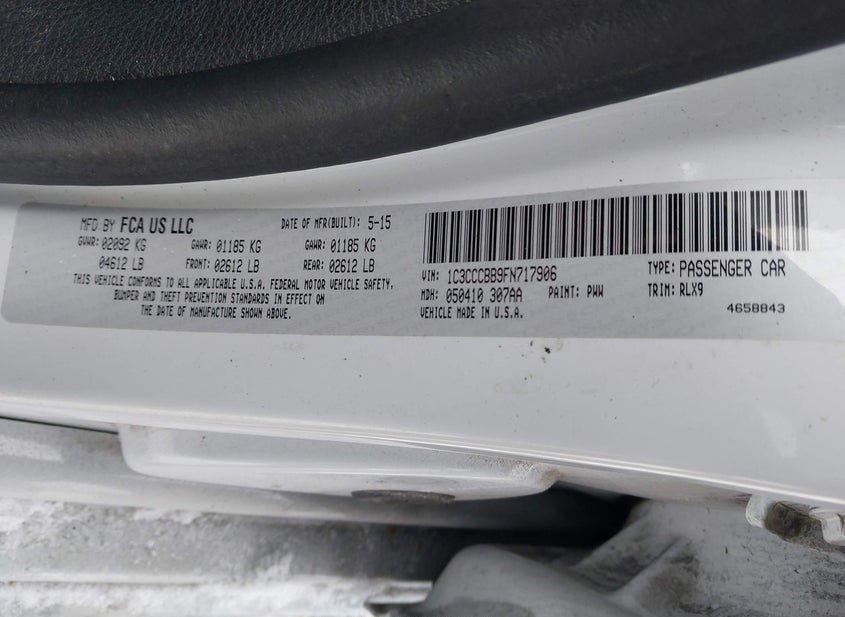 MFD BY FCA US LLC DATE OF MFR(BUILT): 5-15
GVWR: 02092 KG GAWR: 01185 KG GAWR: 01185 KG
04612 LB FRONT: 02612 LB REAR: 02612 LB
THIS VEHICLE CONFORMS TO ALL APPLICABLE U.S.A. FEDERAL MOTOR VEHICLE SAFETY,
BUMPER AND THEFT PREVENTION STANDARDS IN EFFECT ON
THE DATE OF MANUFACTURE SHOWN ABOVE.
VIN: 1C3CCCBB9FN717906 TYPE: PASSENGER CAR
MDH: 050410 307AA PAINT: PWW TRIM: RLX9
VEHICLE MADE IN U.S.A. 4658843